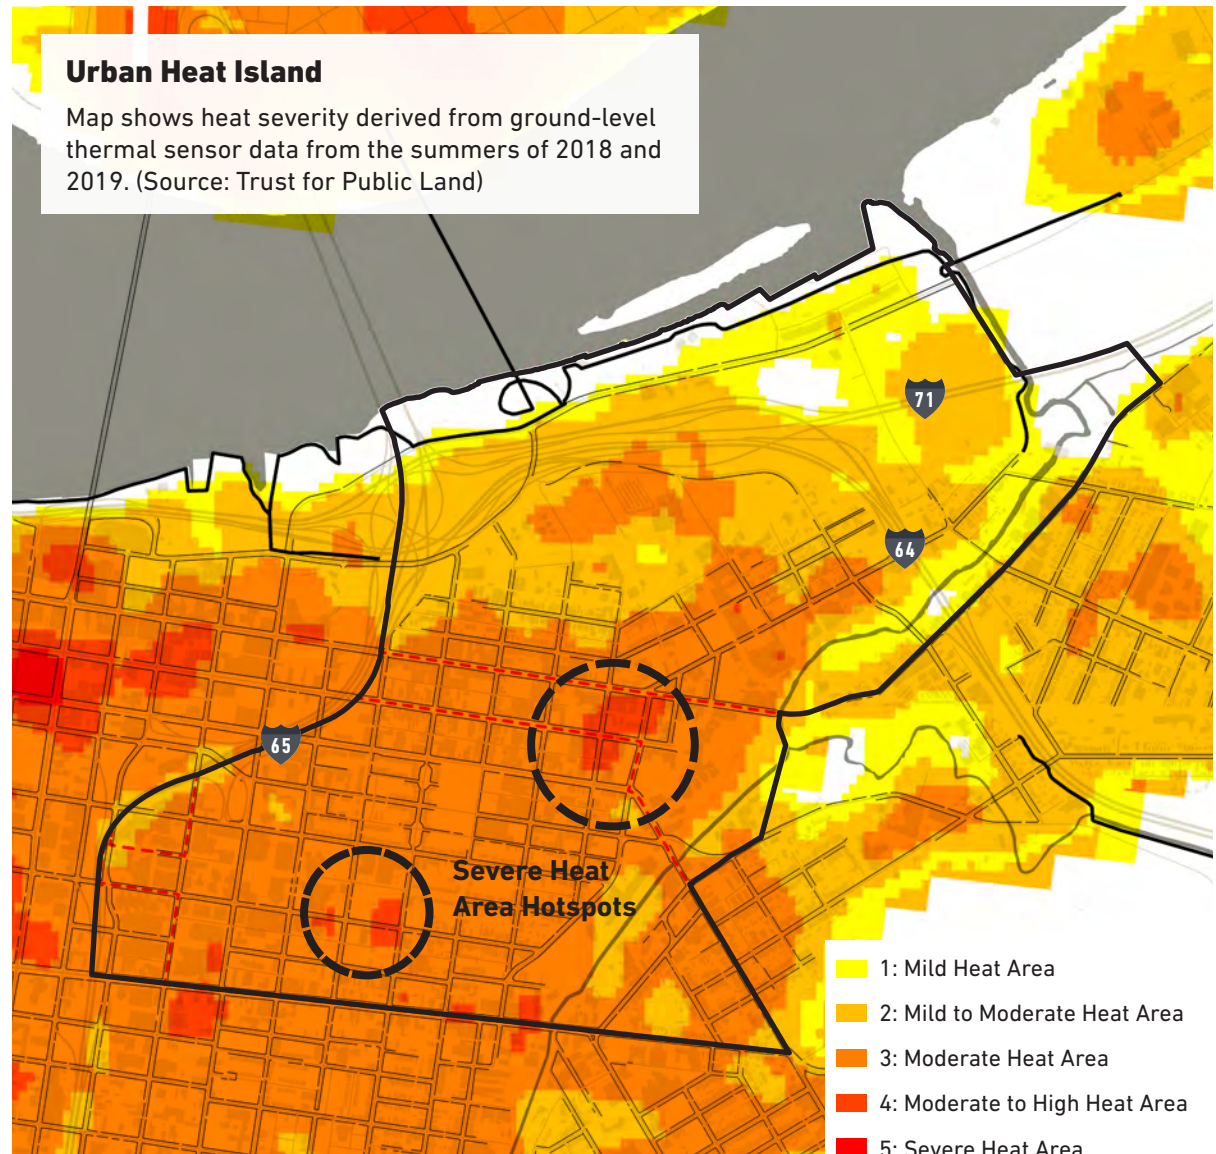 Urban Heat Island
Map shows heat severity derived from ground-level
thermal sensor data from the summers of 2018 and
2019. (Source: Trust for Public Land)
71
64
65
Severe Heat
Area Hotspots
1: Mild Heat Area
2: Mild to Moderate Heat Area
3: Moderate Heat Area
4: Moderate to High Heat Area
5: Severe Heat Area